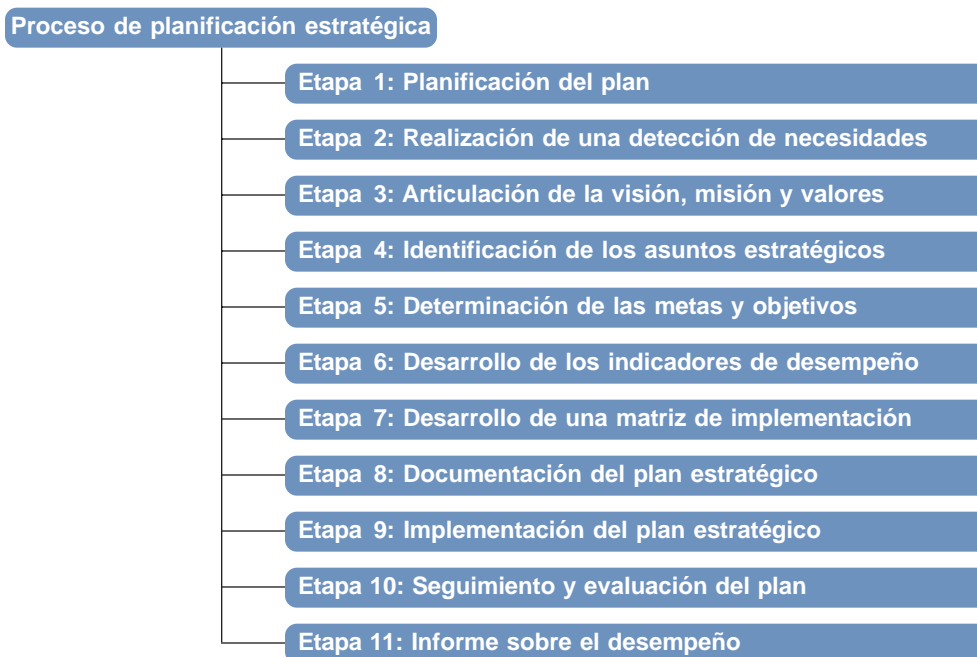 Proceso de planificación estratégica
Etapa 1: Planificación del plan
Etapa 2: Realización de una detección de necesidades
Etapa 3: Articulación de la visión, misión y valores
Etapa 4: Identificación de los asuntos estratégicos
Etapa 5: Determinación de las metas y objetivos
Etapa 6: Desarrollo de los indicadores de desempeño
Etapa 7: Desarrollo de una matriz de implementación
Etapa 8: Documentación del plan estratégico
Etapa 9: Implementación del plan estratégico
Etapa 10: Seguimiento y evaluación del plan
Etapa 11: Informe sobre el desempeño